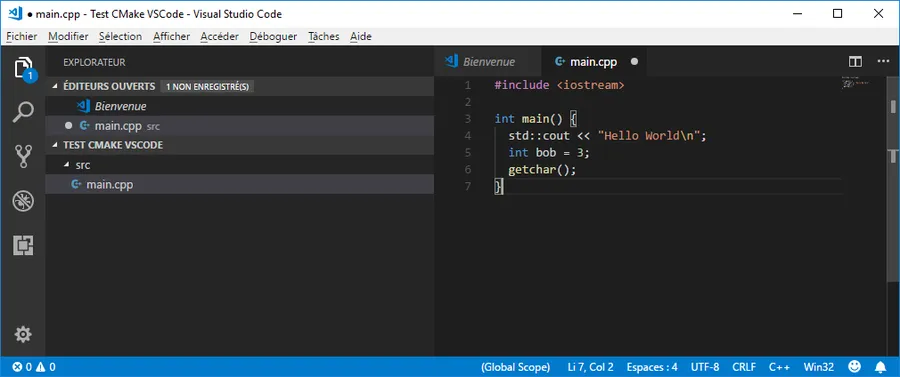 ● main.cpp - Test CMake VSCode - Visual Studio Code
Fichier Modifier Sélection Afficher Accéder Déboguer Tâches Aide
EXPLORATEUR
ÉDITEURS OUVERTS 1 NON ENREGISTRÉ(S)
Bienvenue
main.cpp src
TEST CMAKE VSCODE
src
main.cpp
1
Bienvenue main.cpp
1 #include <iostream>
2
3 int main() {
4 std::cout << "Hello World\n";
5 int bob = 3;
6 getchar();
7 }
0 0 (Global Scope) Li 7, Col 2 Espaces : 4 UTF-8 CRLF C++ Win32